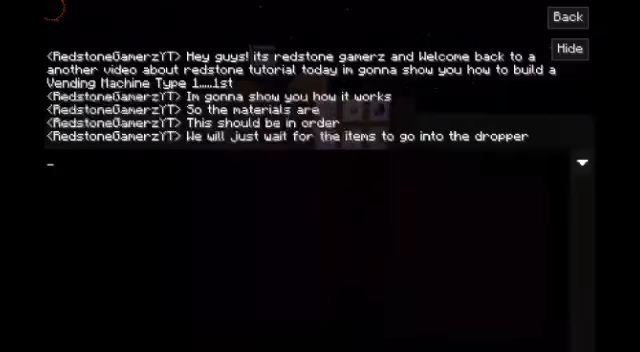 Back
Hide
<RedstoneGamerzYT> Hey guys! its redstone gamerz and Welcome back to a
another video about redstone tutorial today im gonna show you how to build a
Vending Machine Type 1.....1st
<RedstoneGamerzYT> Im gonna show you how it works
<RedstoneGamerzYT> So the materials are
<RedstoneGamerzYT> This should be in order
<RedstoneGamerzYT> We will just wait for the items to go into the dropper
_